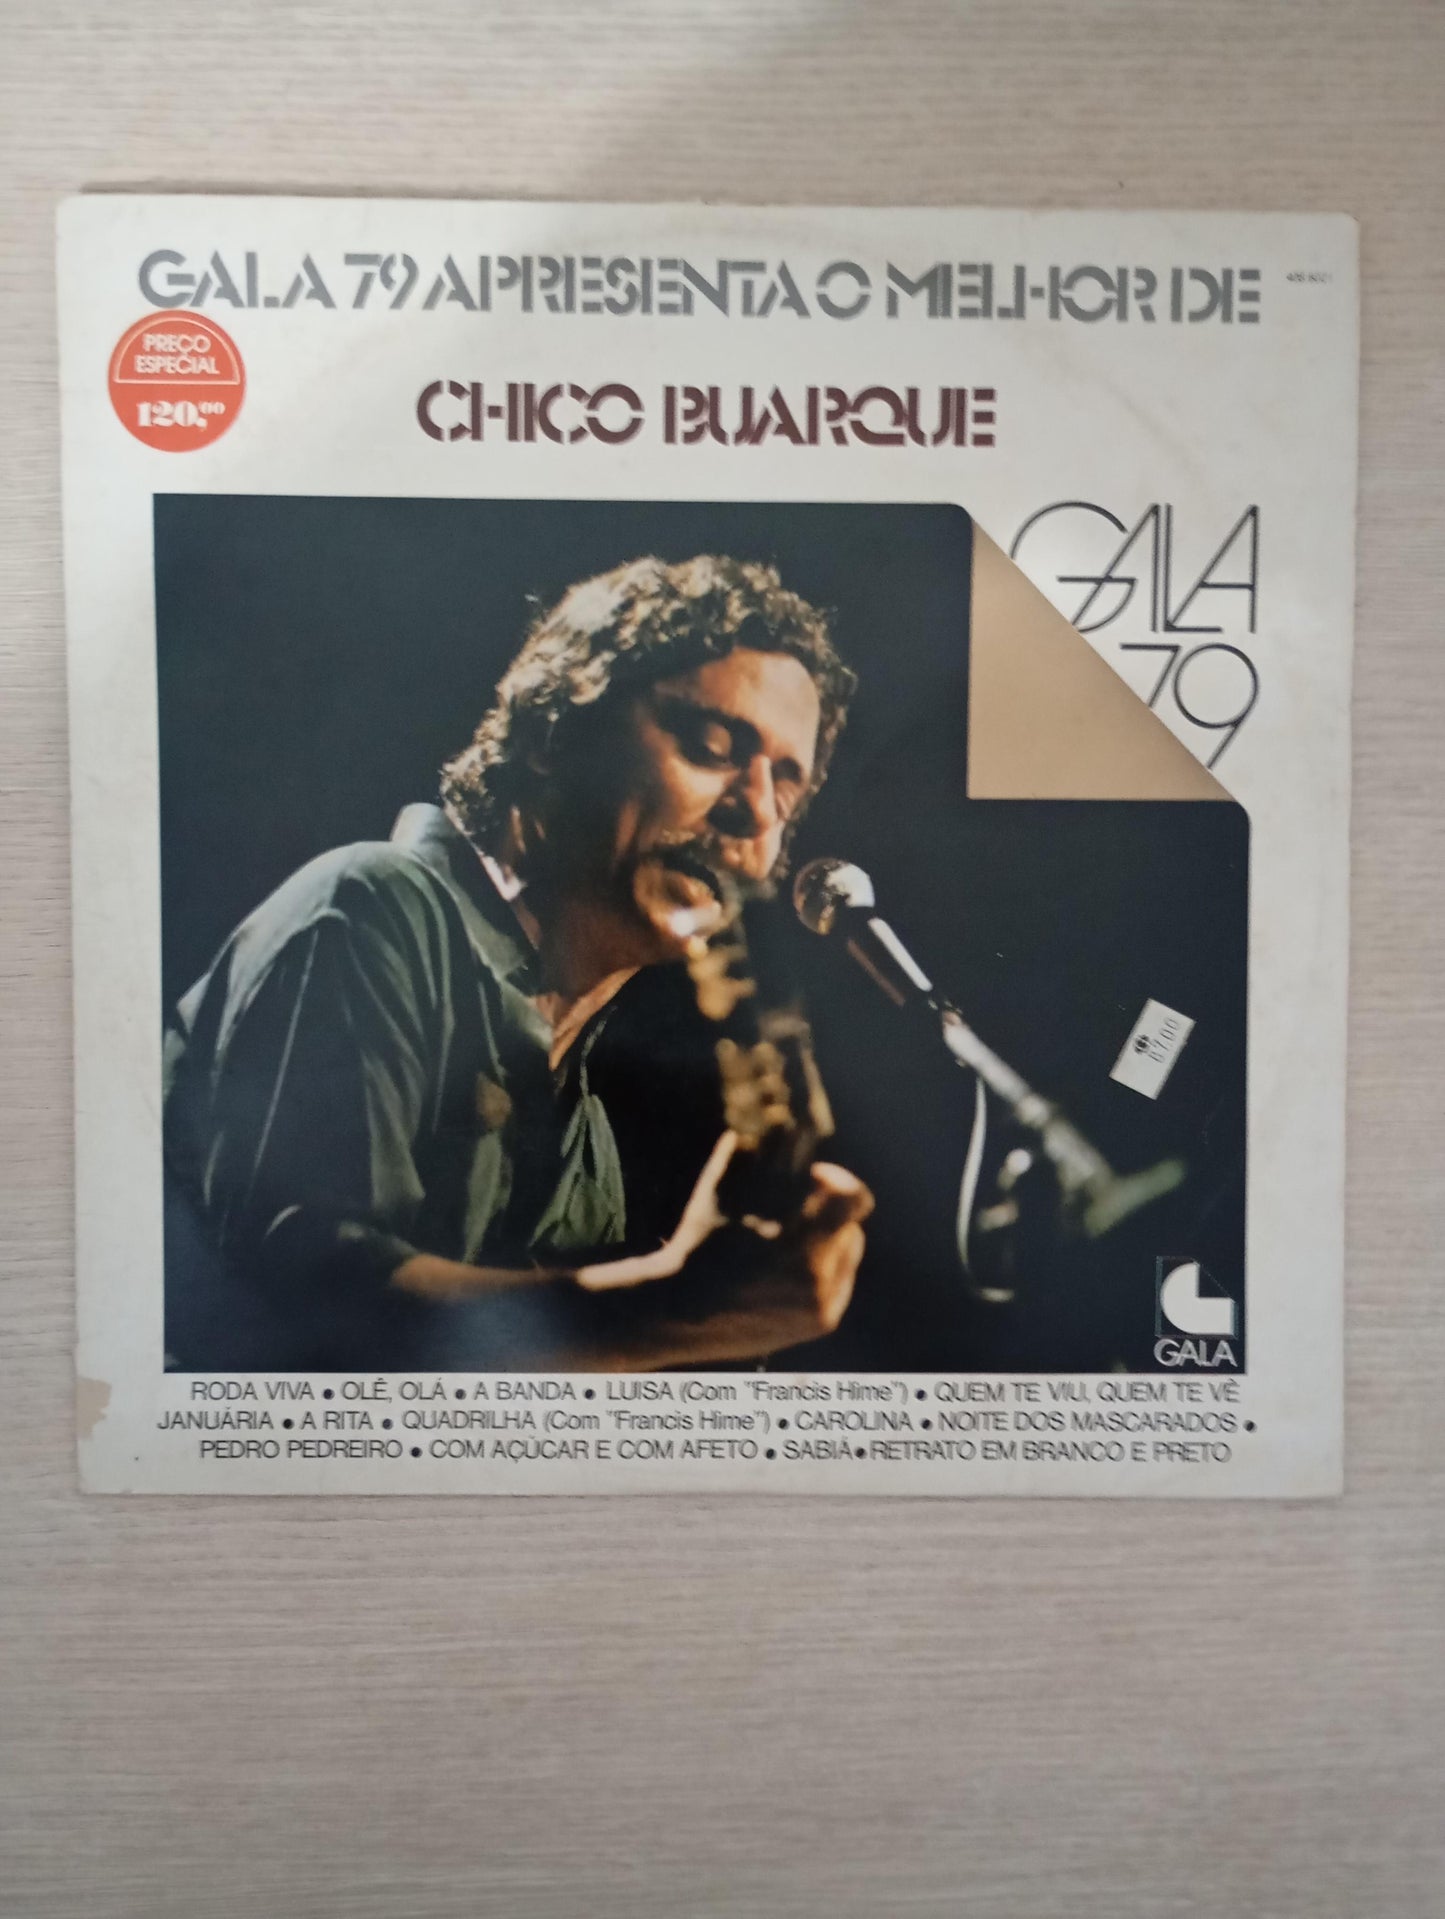 GALA 79 APRESENTA O MELHOR DE
PREÇO
ESPECIAL
120,00
CHICO BUARQUE
GALA
79
GALA
RODA VIVA • OLÊ, OLÁ • A BANDA • LUISA (Com "Francis Hime") • QUEM TE VIU, QUEM TE VÊ
JANUÁRIA • A RITA • QUADRILHA (Com "Francis Hime") • CAROLINA • NOITE DOS MASCARADOS •
PEDRO PEDREIRO • COM AÇÚCAR E COM AFETO • SABIÁ • RETRATO EM BRANCO E PRETO